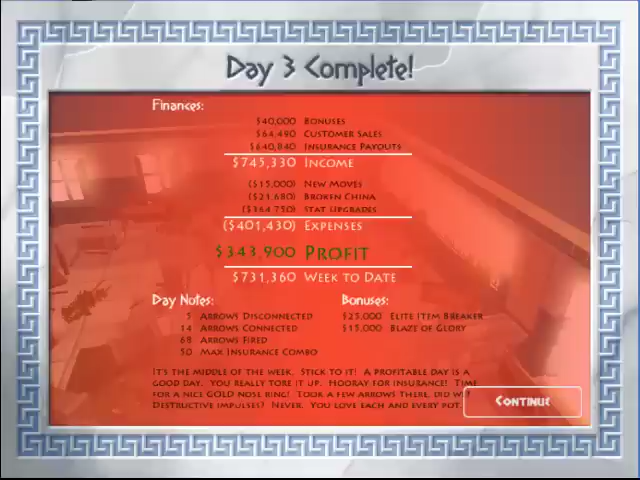 Day 3 Complete!
Finances:
$40,000 Bonuses
$64,490 Customer Sales
$640,840 Insurance Payouts
$745,330 Income
($15,000) New Moves
($21,680) Broken China
($364,750) Stat Upgrades
($401,430) Expenses
$343,900 Profit
$731,360 Week to Date
Day Notes:
5 Arrows Disconnected
14 Arrows Connected
68 Arrows Fired
50 Max Insurance Combo
Bonuses:
$25,000 Elite Item Breaker
$15,000 Blaze of Glory
It's the middle of the week. Stick to it! A profitable day is a
good day. You really tore it up. Hooray for insurance! Time
for a nice GOLD nose ring! Took a few arrows there, did
Destructive impulses? Never. You love each and every pot.
Continue